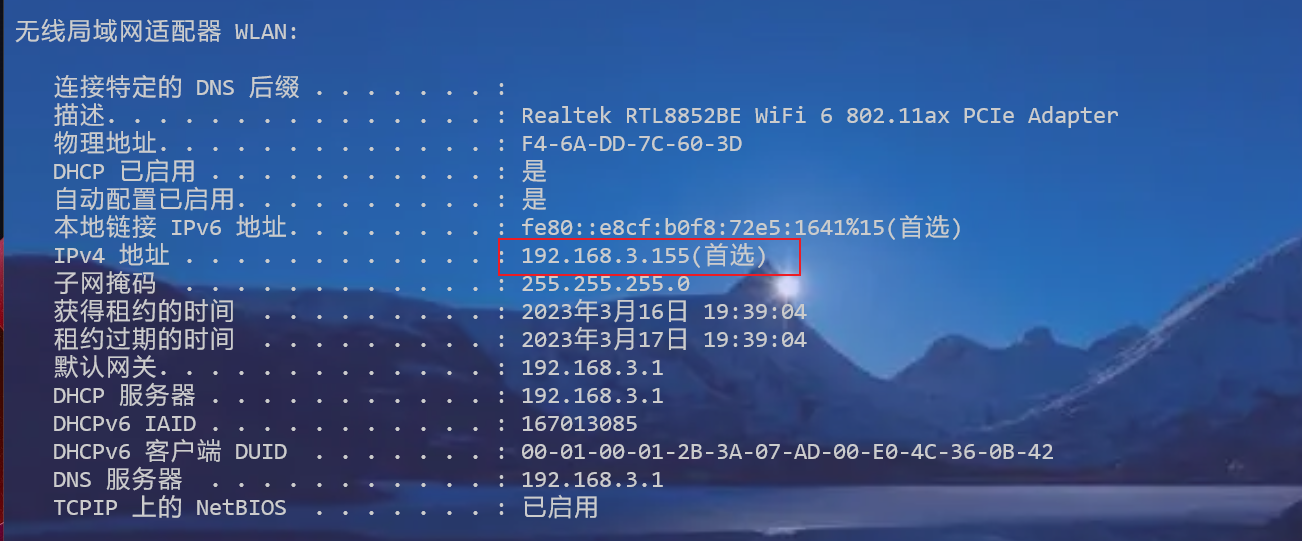 无线局域网适配器 WLAN:
连接特定的 DNS 后缀 . . . . . . . :
描述. . . . . . . . . . . . . . . : Realtek RTL8852BE WiFi 6 802.11ax PCIe Adapter
物理地址. . . . . . . . . . . . . : F4-6A-DD-7C-60-3D
DHCP 已启用 . . . . . . . . . . . : 是
自动配置已启用. . . . . . . . . . : 是
本地链接 IPv6 地址. . . . . . . . : fe80::e8cf:b0f8:72e5:1641%15(首选)
IPv4 地址 . . . . . . . . . . . . : 192.168.3.155(首选)
子网掩码 . . . . . . . . . . . . : 255.255.255.0
获得租约的时间 . . . . . . . . . : 2023年3月16日 19:39:04
租约过期的时间 . . . . . . . . . : 2023年3月17日 19:39:04
默认网关. . . . . . . . . . . . . : 192.168.3.1
DHCP 服务器 . . . . . . . . . . . : 192.168.3.1
DHCPv6 IAID . . . . . . . . . . . : 167013085
DHCPv6 客户端 DUID . . . . . . . : 00-01-00-01-2B-3A-07-AD-00-E0-4C-36-0B-42
DNS 服务器 . . . . . . . . . . . : 192.168.3.1
TCPIP 上的 NetBIOS . . . . . . . : 已启用